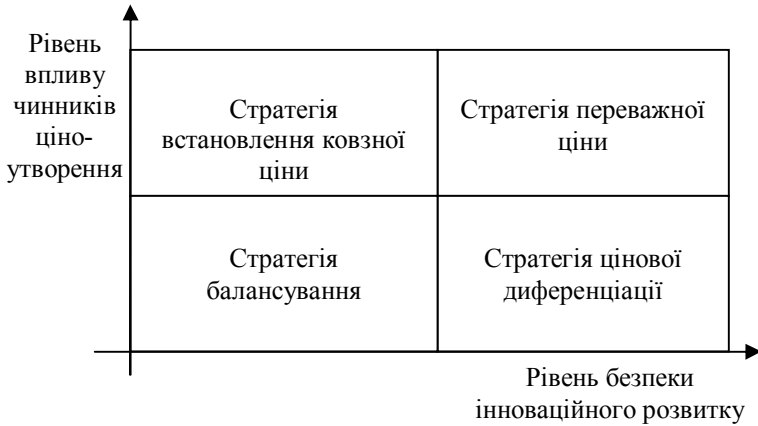 Рівень
впливу
чинників
ціно-
утворення
Стратегія
встановлення ковзної
ціни
Стратегія переважної
ціни
Стратегія
балансування
Стратегія цінової
диференціації
Рівень безпеки
інноваційного розвитку